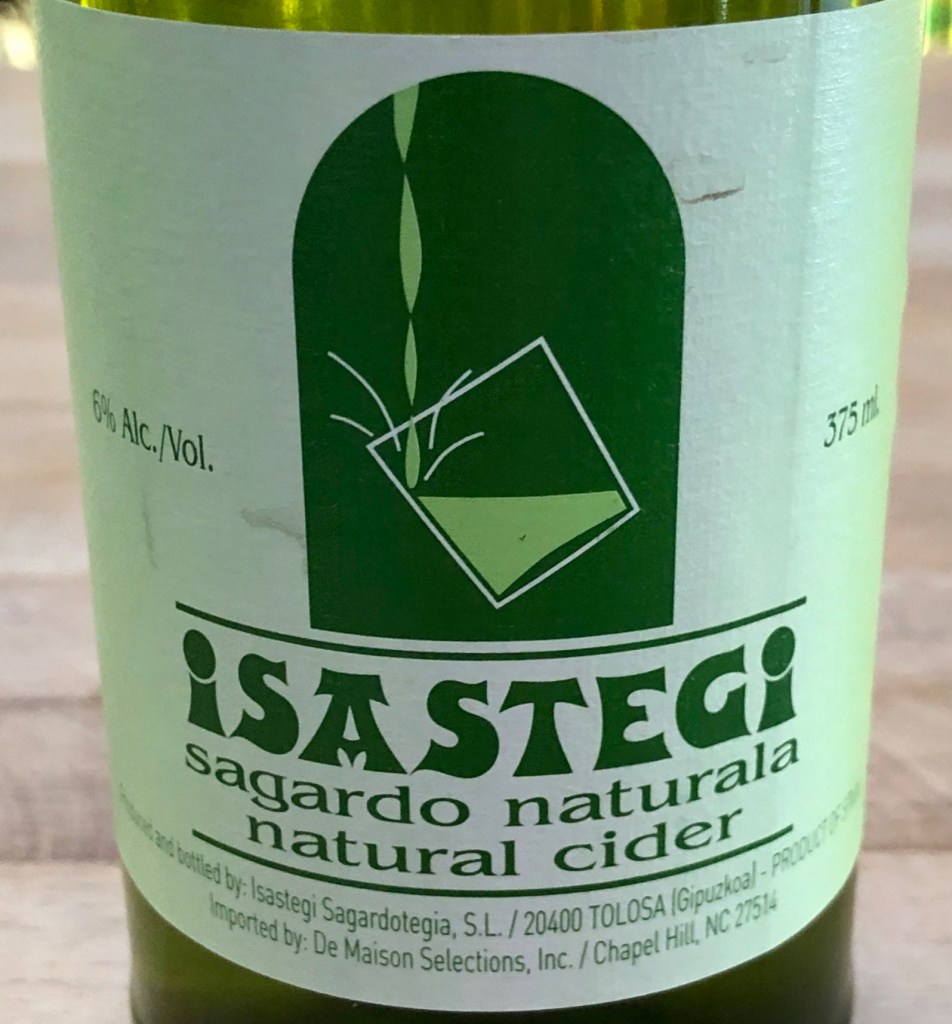 6% Alc./Vol.
375 ml.
iSASTEGi
sagardo naturala
natural cider
Produced and bottled by: Isastegi Sagardotegia, S.L. / 20400 TOLOSA (Gipuzkoa) - PRODUCT OF SPAIN
Imported by: De Maison Selections, Inc. / Chapel Hill, NC 27514